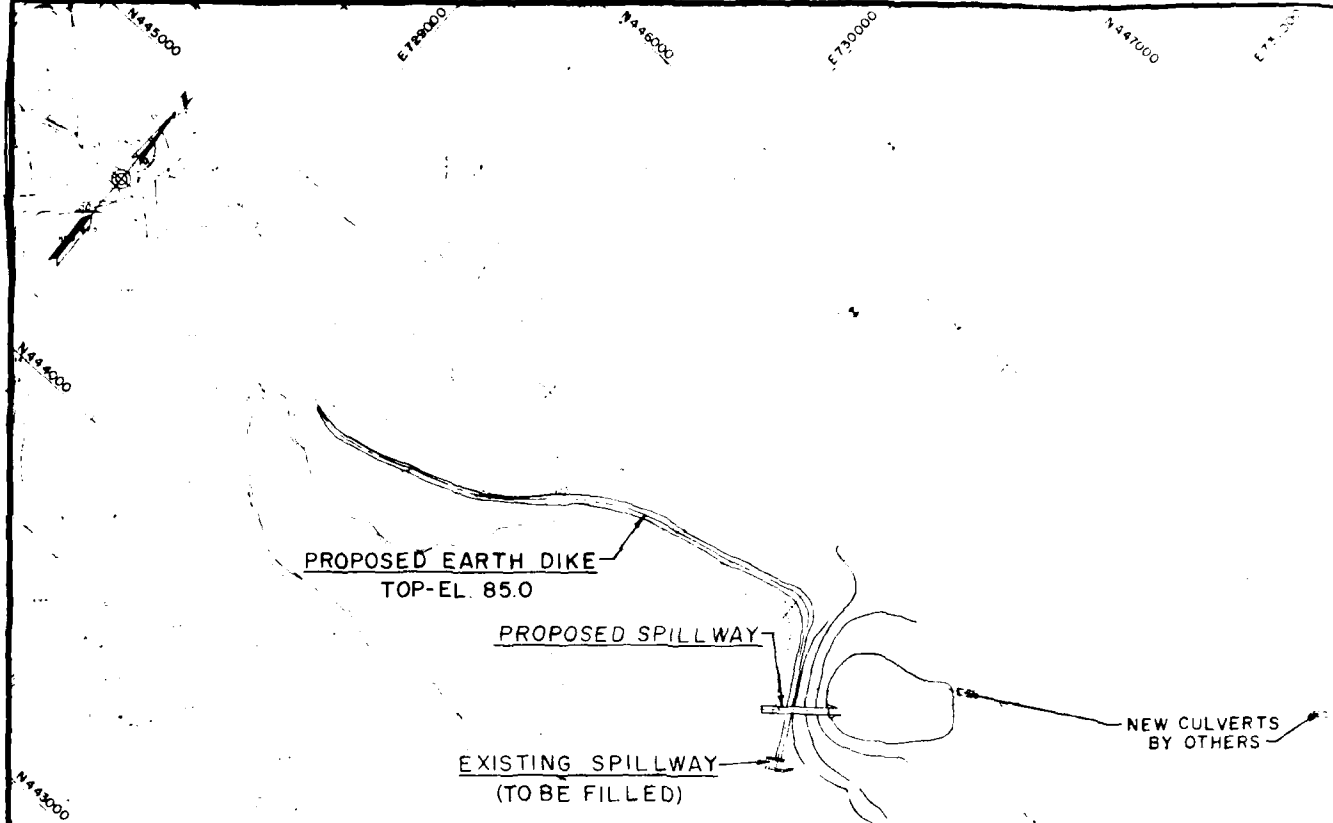 N445000
E729000
N446000
E730000
N447000
N444000
PROPOSED EARTH DIKE
TOP-EL. 85.0
PROPOSED SPILLWAY
NEW CULVERTS
BY OTHERS
EXISTING SPILLWAY
(TO BE FILLED)
N443000